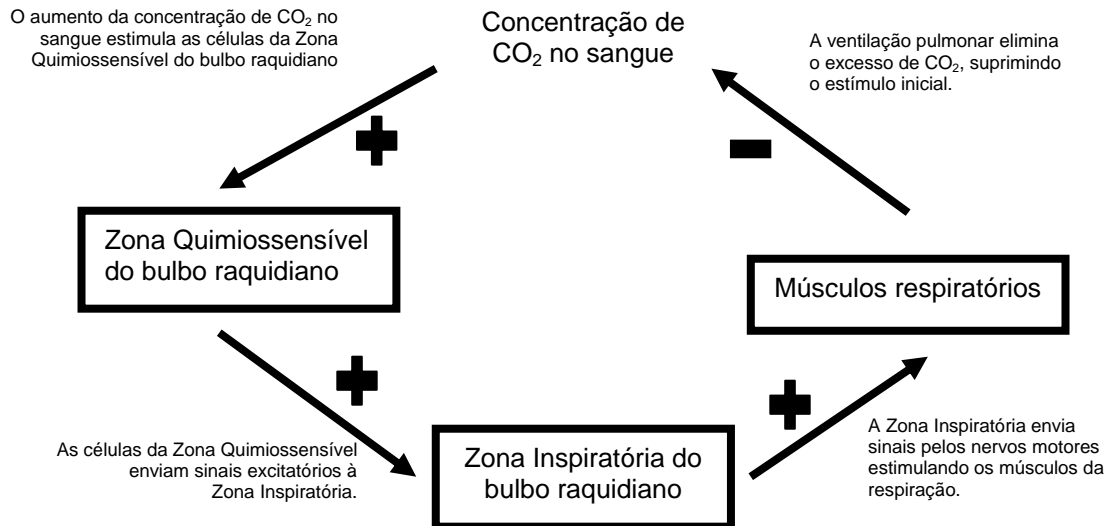 O aumento da concentração de CO₂ no
sangue estimula as células da Zona
Quimiossensível do bulbo raquidiano
Concentração de
CO₂ no sangue
A ventilação pulmonar elimina
o excesso de CO₂, suprimindo
o estímulo inicial.
Zona Quimiossensível
do bulbo raquidiano
Músculos respiratórios
As células da Zona Quimiossensível
enviam sinais excitatórios à
Zona Inspiratória.
Zona Inspiratória do
bulbo raquidiano
A Zona Inspiratória envia
sinais pelos nervos motores
estimulando os músculos da
respiração.